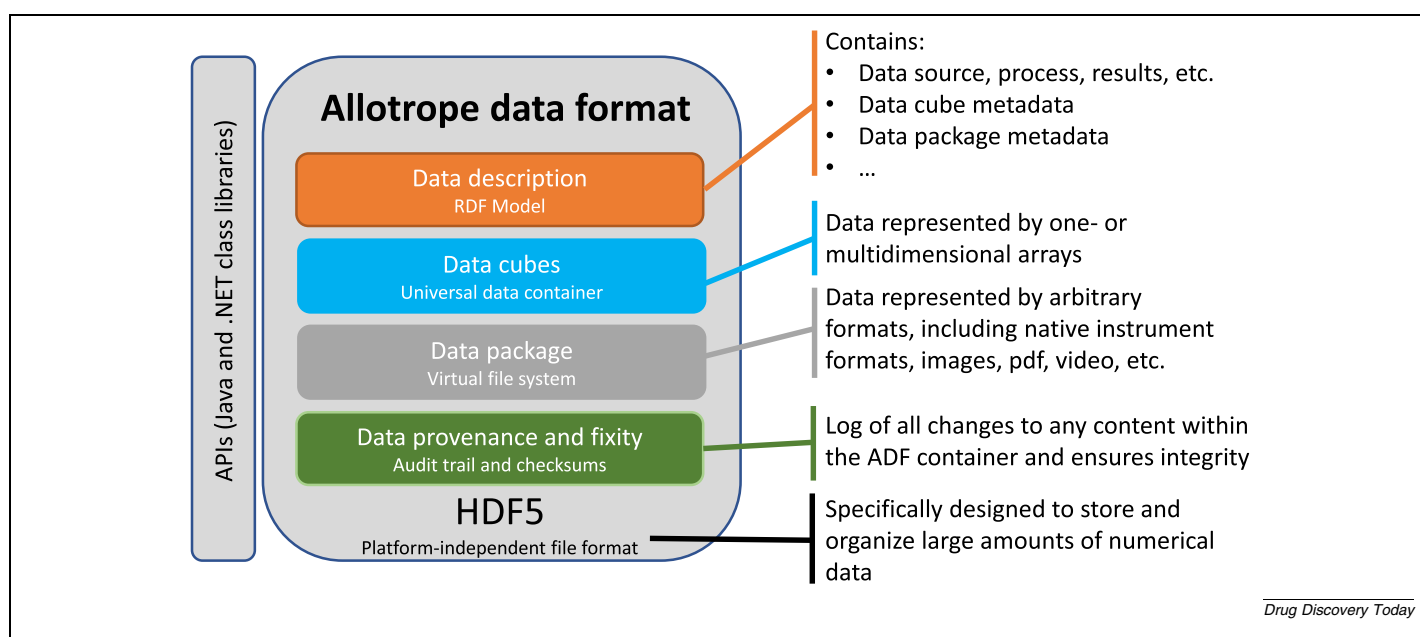 APIs (Java and .NET class libraries)
Allotrope data format
Data description
RDF Model
Data cubes
Universal data container
Data package
Virtual file system
Data provenance and fixity
Audit trail and checksums
HDF5
Platform-independent file format
Contains:
• Data source, process, results, etc.
• Data cube metadata
• Data package metadata
• ...
Data represented by one- or
multidimensional arrays
Data represented by arbitrary
formats, including native instrument
formats, images, pdf, video, etc.
Log of all changes to any content within
the ADF container and ensures integrity
Specifically designed to store and
organize large amounts of numerical
data
Drug Discovery Today